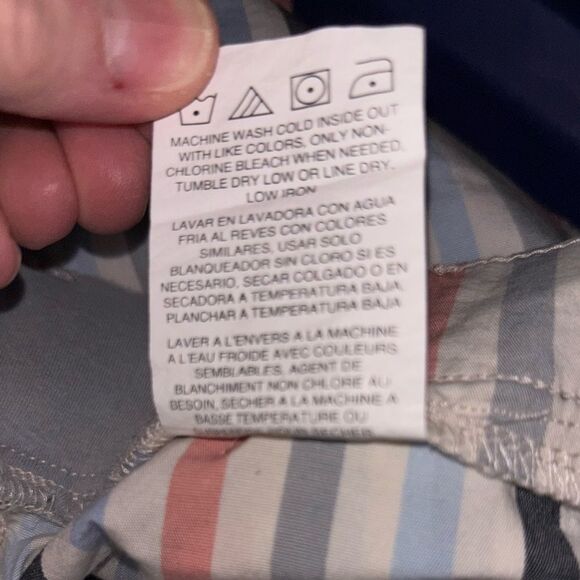 MACHINE WASH COLD INSIDE OUT
WITH LIKE COLORS, ONLY NON-
CHLORINE BLEACH WHEN NEEDED,
TUMBLE DRY LOW OR LINE DRY,
LOW IRON
LAVAR EN LAVADORA CON AGUA
FRIA AL REVES CON COLORES
SIMILARES, USAR SOLO
BLANQUEADOR SIN CLORO SI ES
NECESARIO, SECAR COLGADO O EN
SECADORA A TEMPERATURA BAJA,
PLANCHAR A TEMPERATURA BAJA
LAVER A L'ENVERS A LA MACHINE
A L'EAU FROIDE AVEC COULEURS
SEMBLABLES, AGENT DE
BLANCHIMENT NON CHLORIE AU
BESOIN, SECHER A LA MACHINE A
BASSE TEMPERATURE OU
POUR SECHER